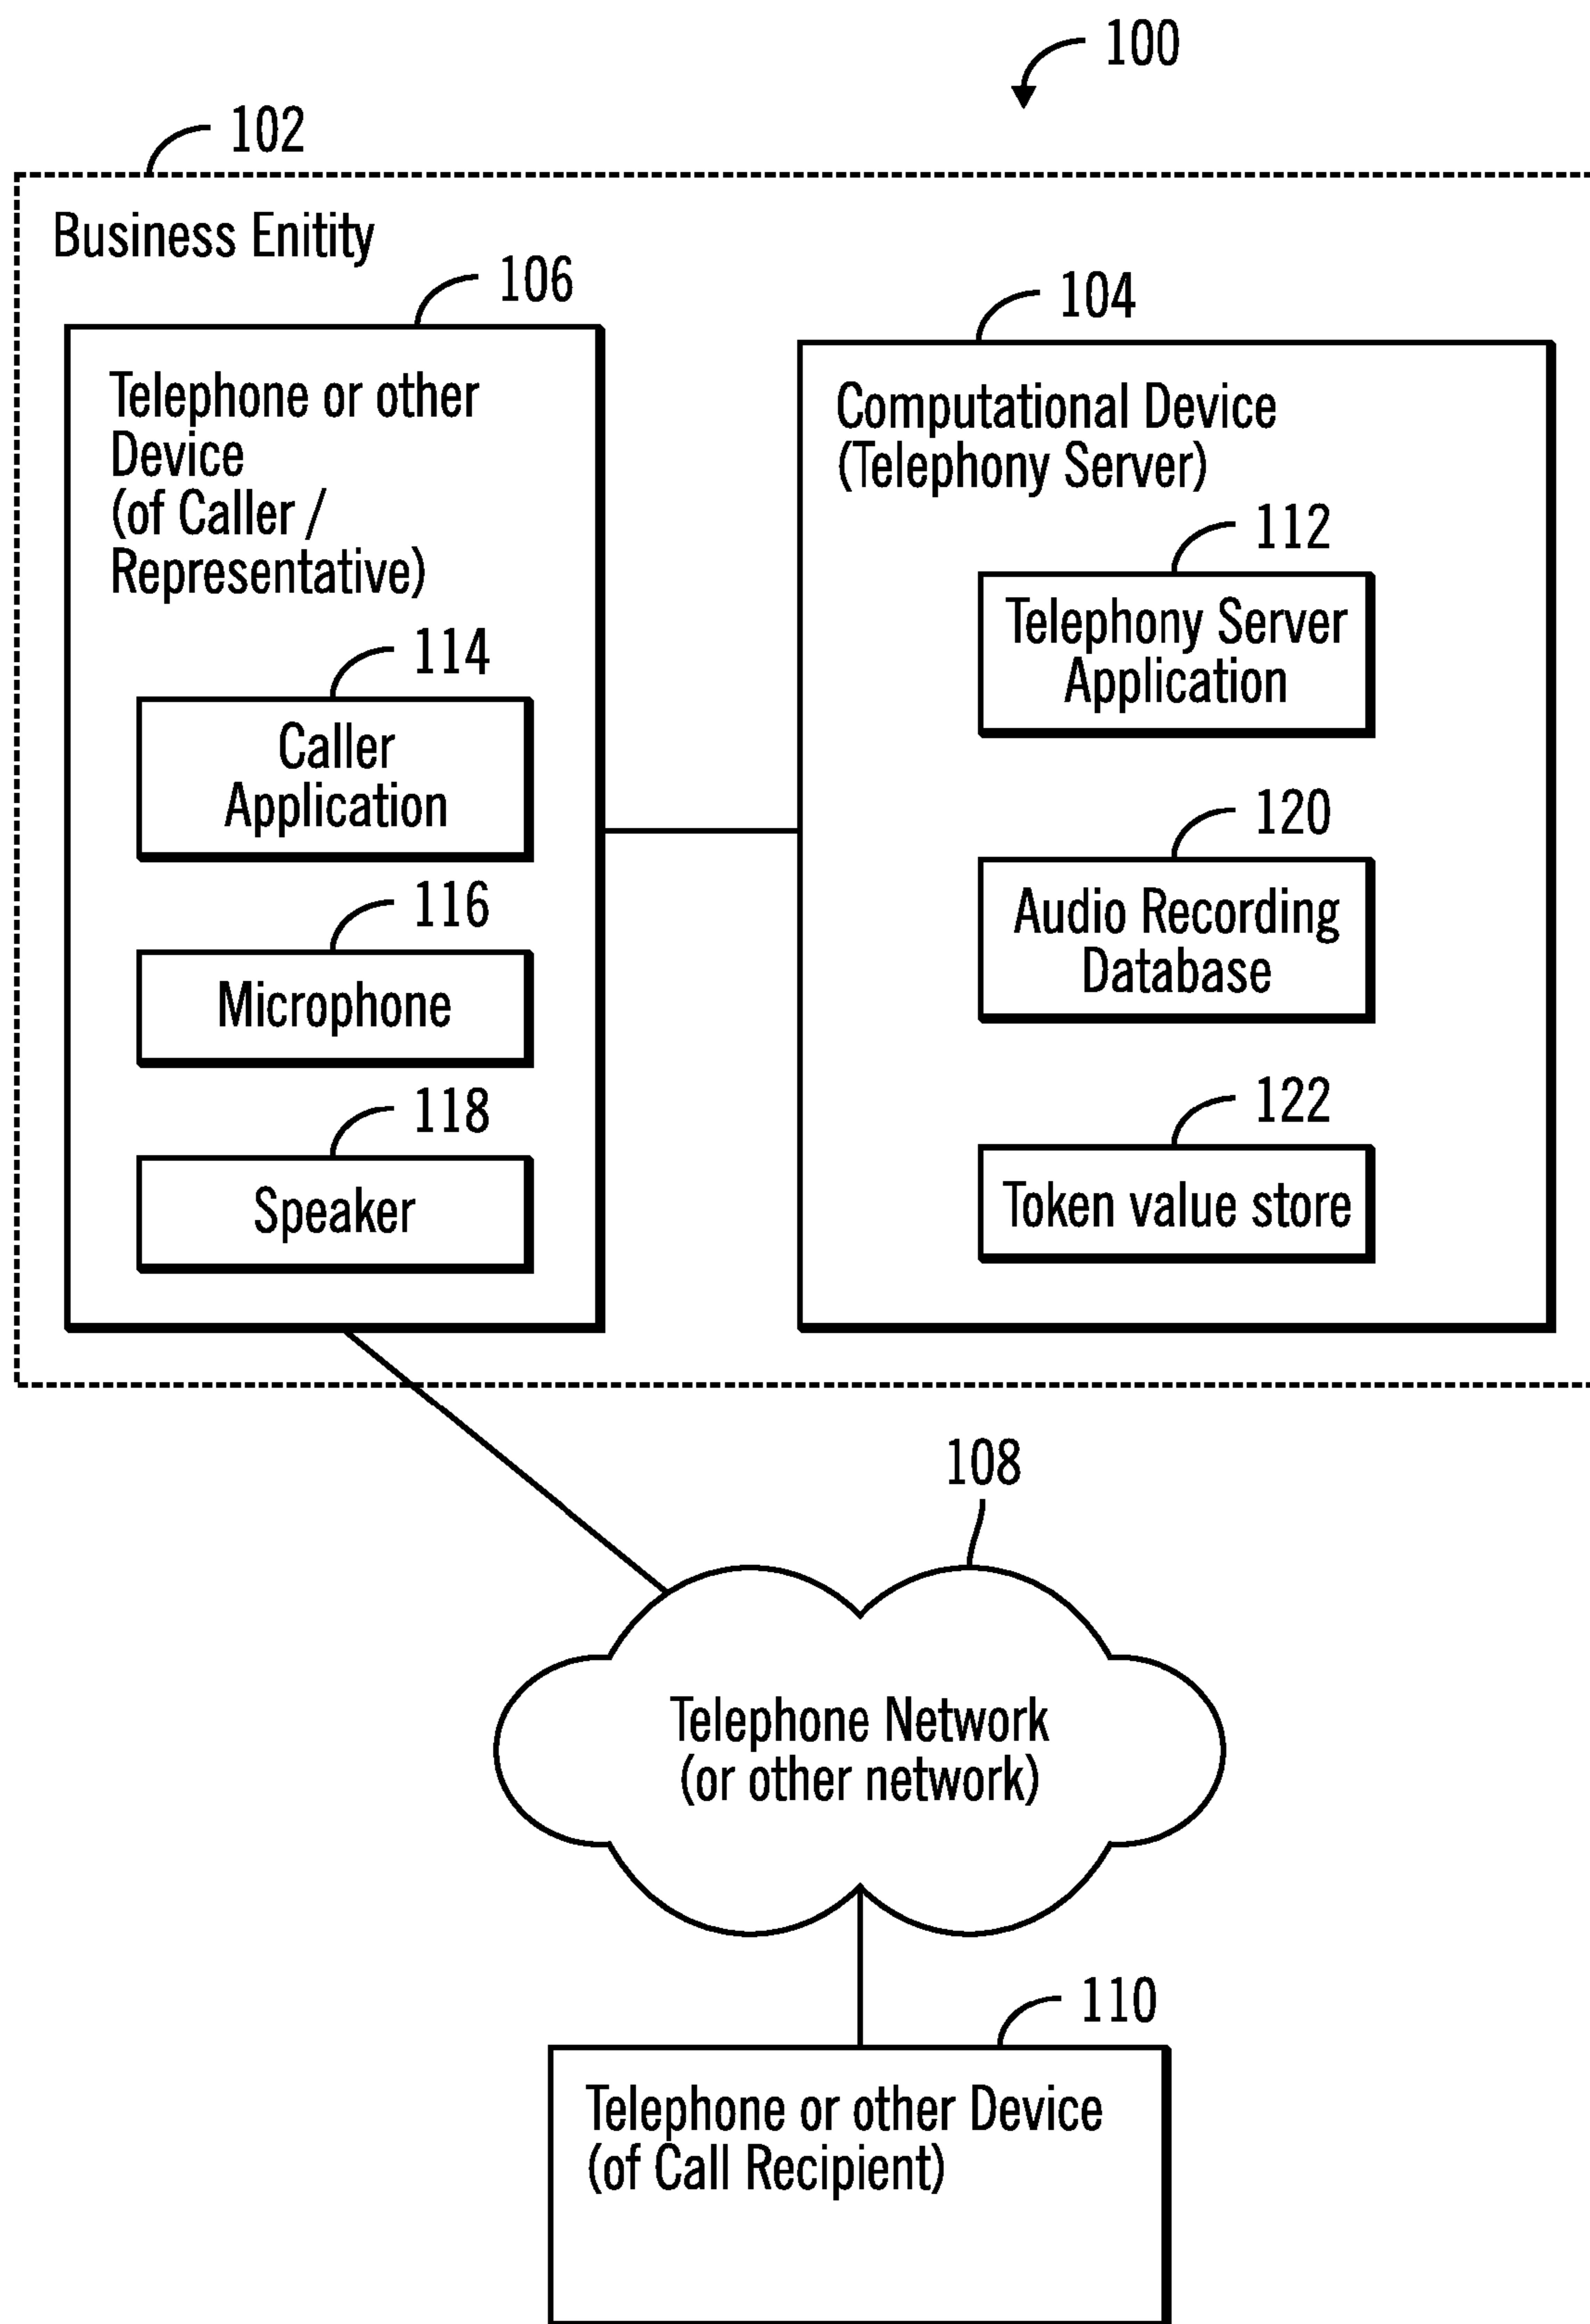 100
102
Business Enitity
106
Telephone or other
Device
(of Caller /
Representative)
114
Caller
Application
116
Microphone
118
Speaker
104
Computational Device
(Telephony Server)
112
Telephony Server
Application
120
Audio Recording
Database
122
Token value store
108
Telephone Network
(or other network)
110
Telephone or other Device
(of Call Recipient)